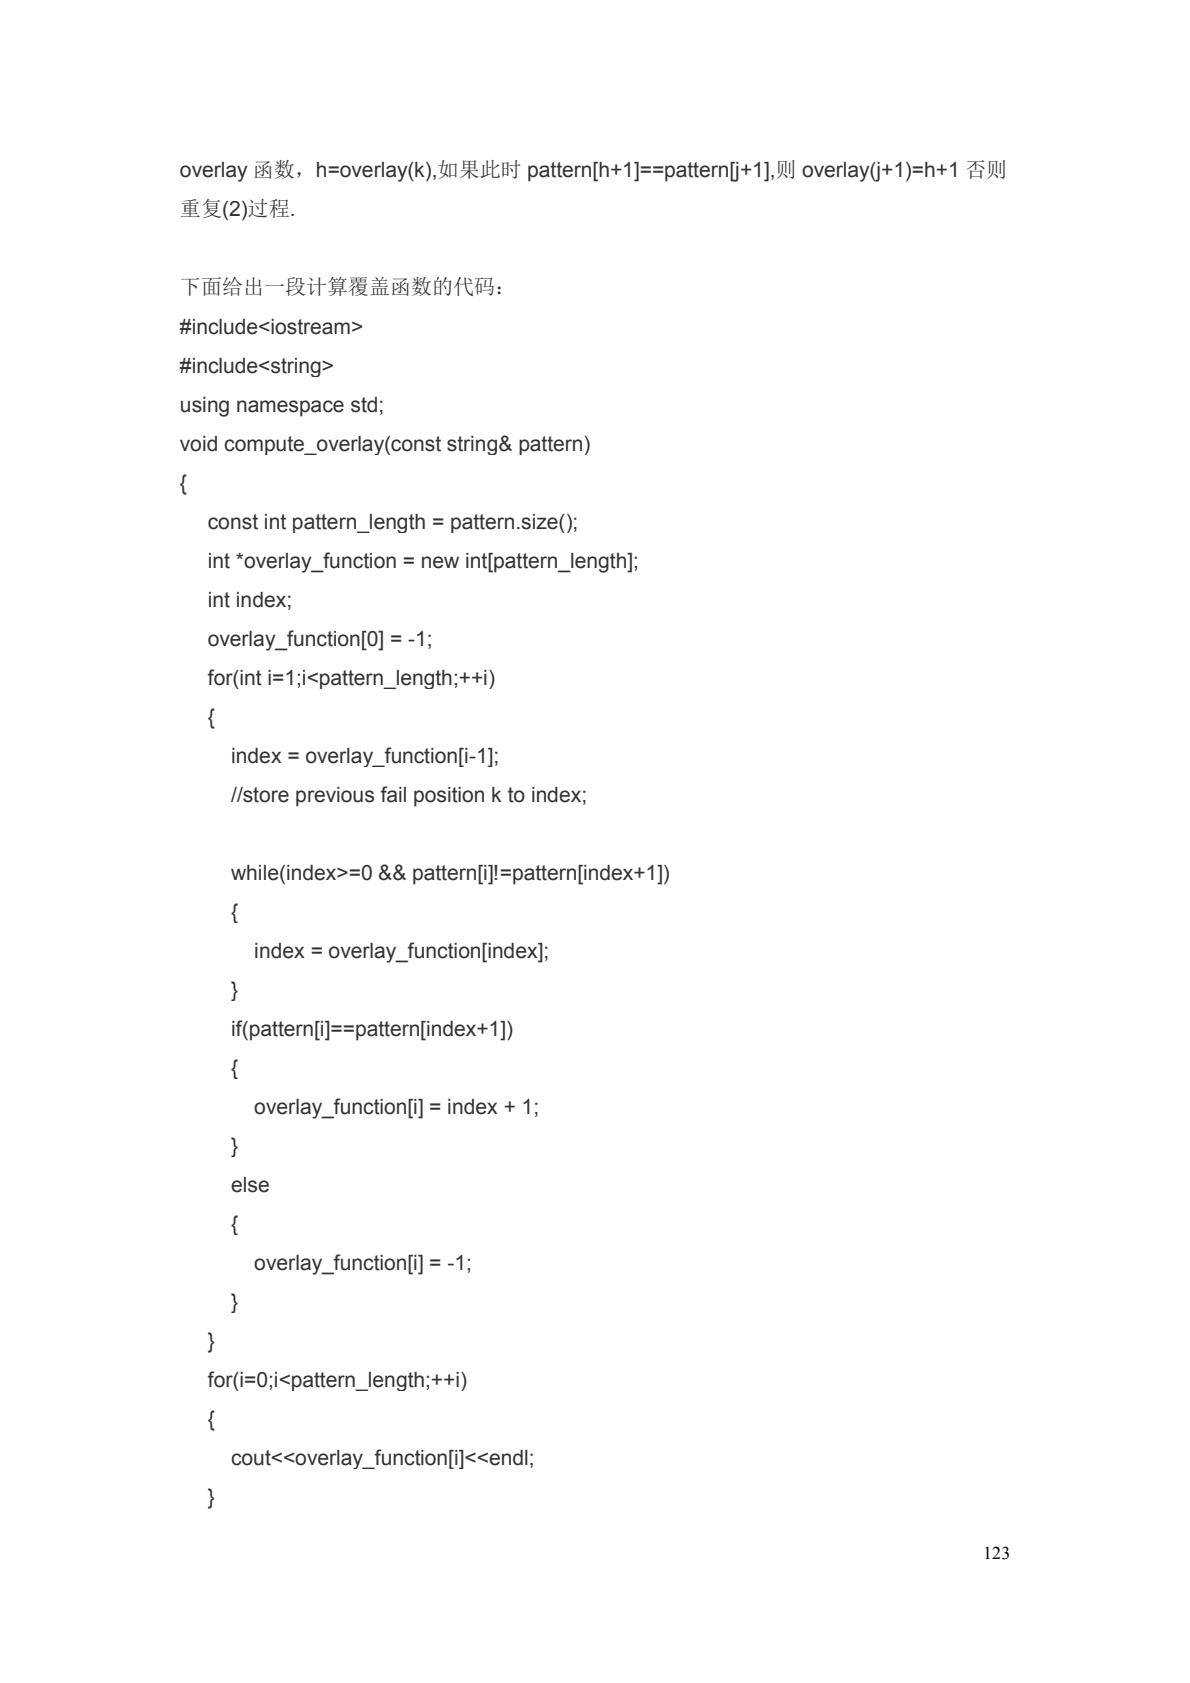 overlay 函数，h=overlay(k),如果此时 pattern[h+1]==pattern[j+1],则 overlay(j+1)=h+1 否则
重复(2)过程.
下面给出一段计算覆盖函数的代码：
#include<iostream>
#include<string>
using namespace std;
void compute_overlay(const string& pattern)
{
const int pattern_length = pattern.size();
int *overlay_function = new int[pattern_length];
int index;
overlay_function[0] = -1;
for(int i=1;i<pattern_length;++i)
{
index = overlay_function[i-1];
//store previous fail position k to index;
while(index>=0 && pattern[i]!=pattern[index+1])
{
index = overlay_function[index];
}
if(pattern[i]==pattern[index+1])
{
overlay_function[i] = index + 1;
}
else
{
overlay_function[i] = -1;
}
}
for(i=0;i<pattern_length;++i)
{
cout<<overlay_function[i]<<endl;
}
123